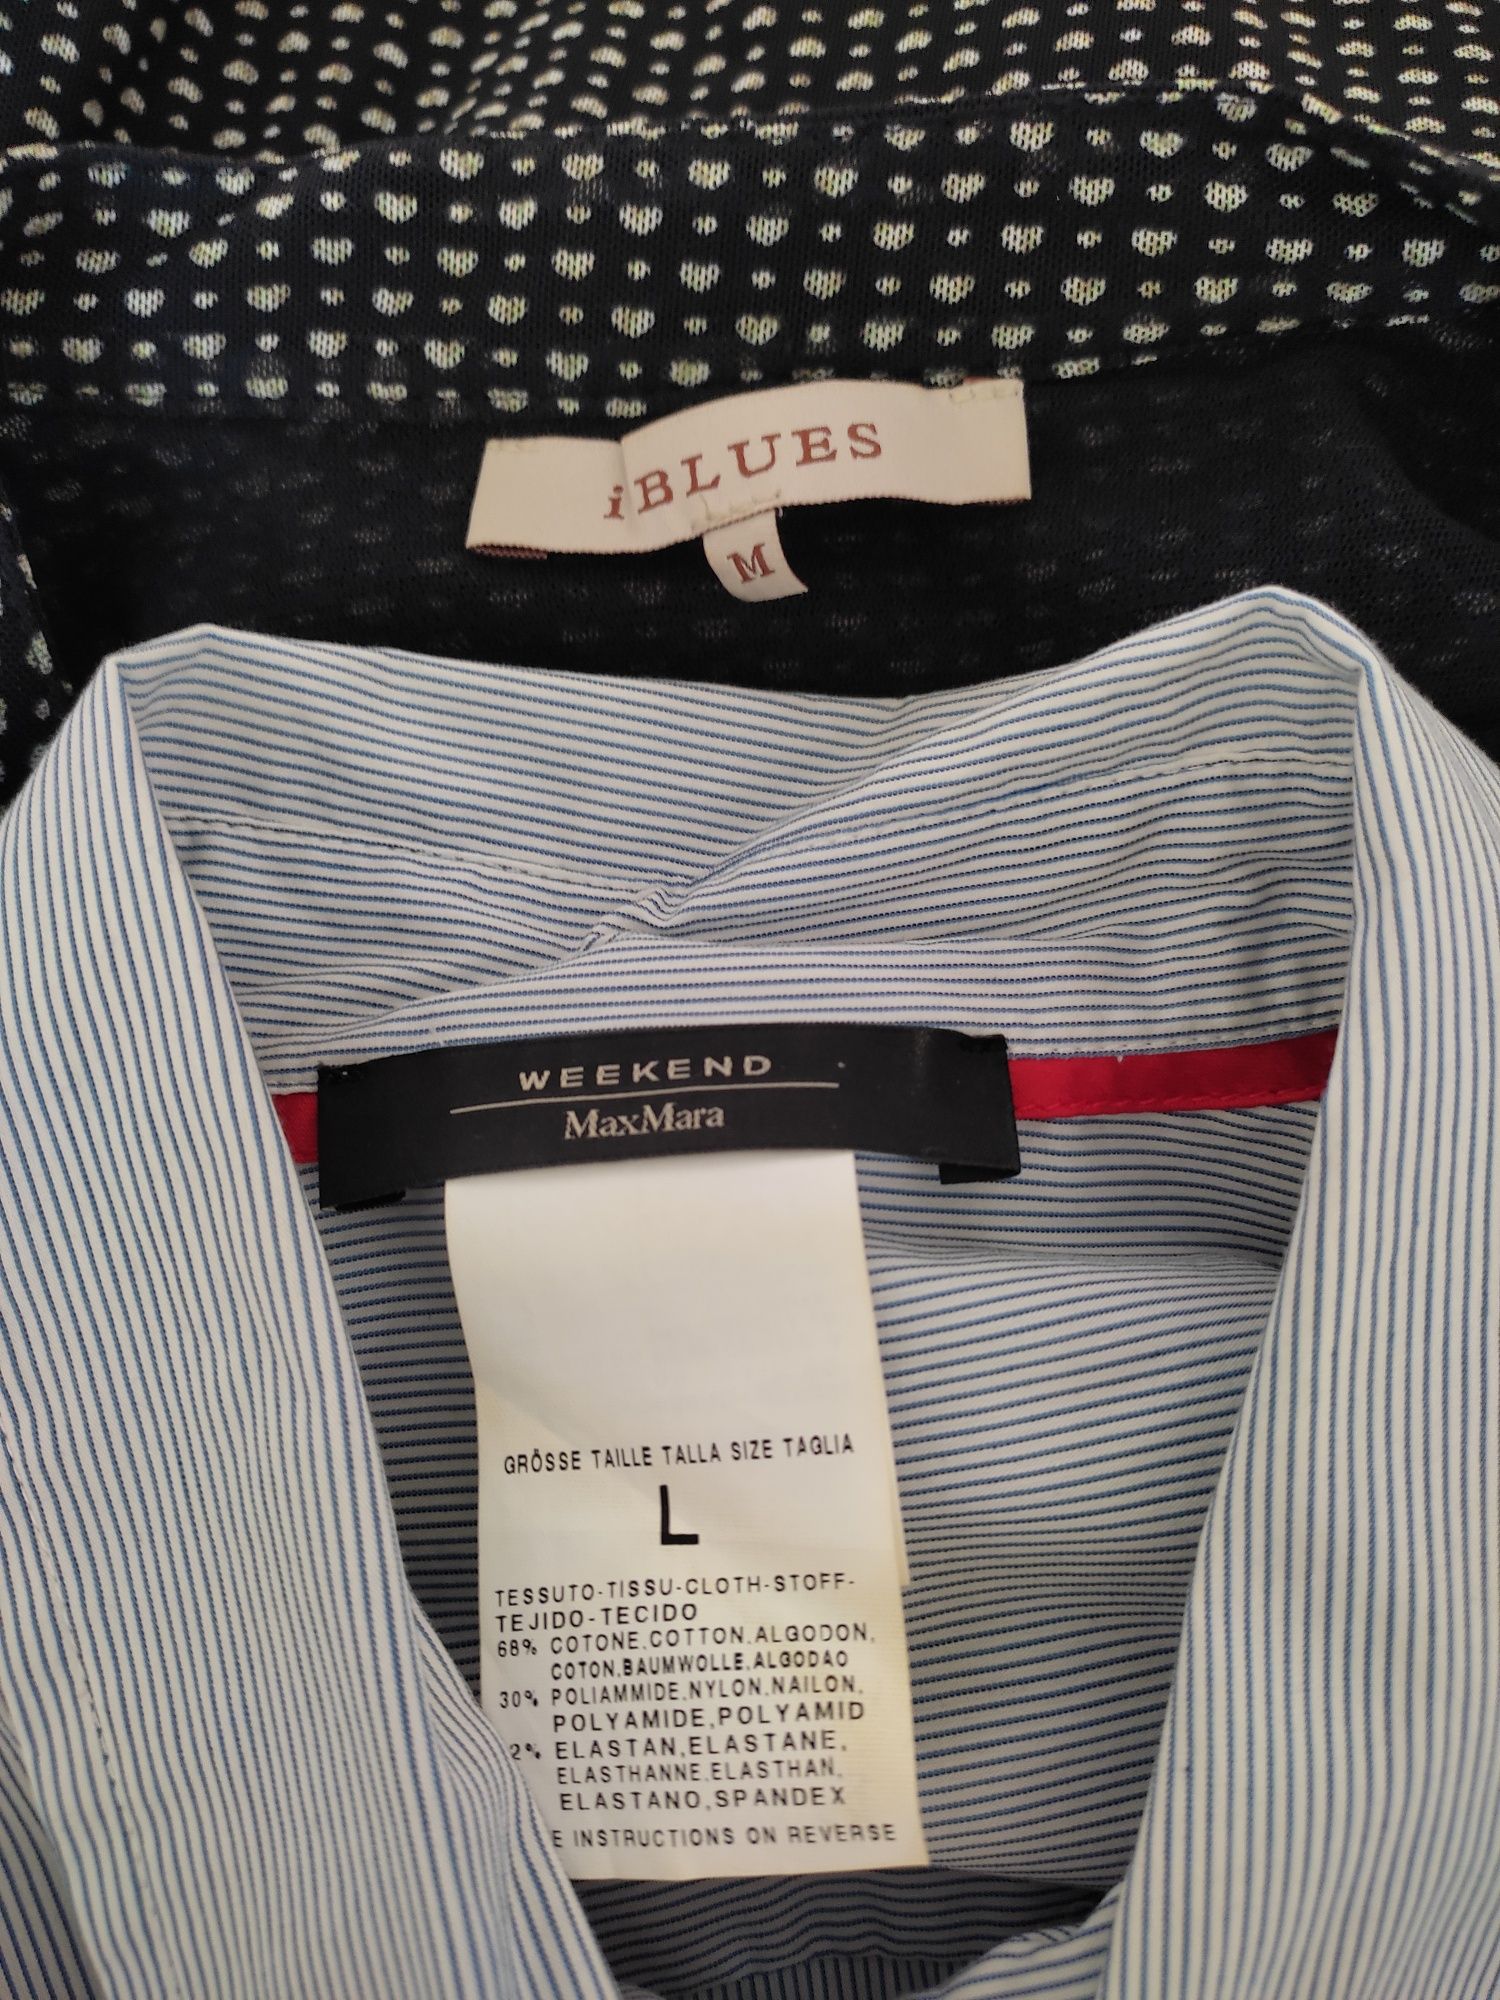 iBLUES
M
WEEKEND
MaxMara
GRÖSSE TAILLE TALLA SIZE TAGLIA
L
TESSUTO-TISSU-CLOTH-STOFF-
TEJIDO-TECIDO
68% COTONE,COTTON,ALGODON,
COTON,BAUMWOLLE,ALGODAO
30% POLIAMMIDE,NYLON,NAILON,
POLYAMIDE,POLYAMID
2% ELASTAN,ELASTANE,
ELASTHANNE,ELASTHAN,
ELASTANO,SPANDEX
E INSTRUCTIONS ON REVERSE